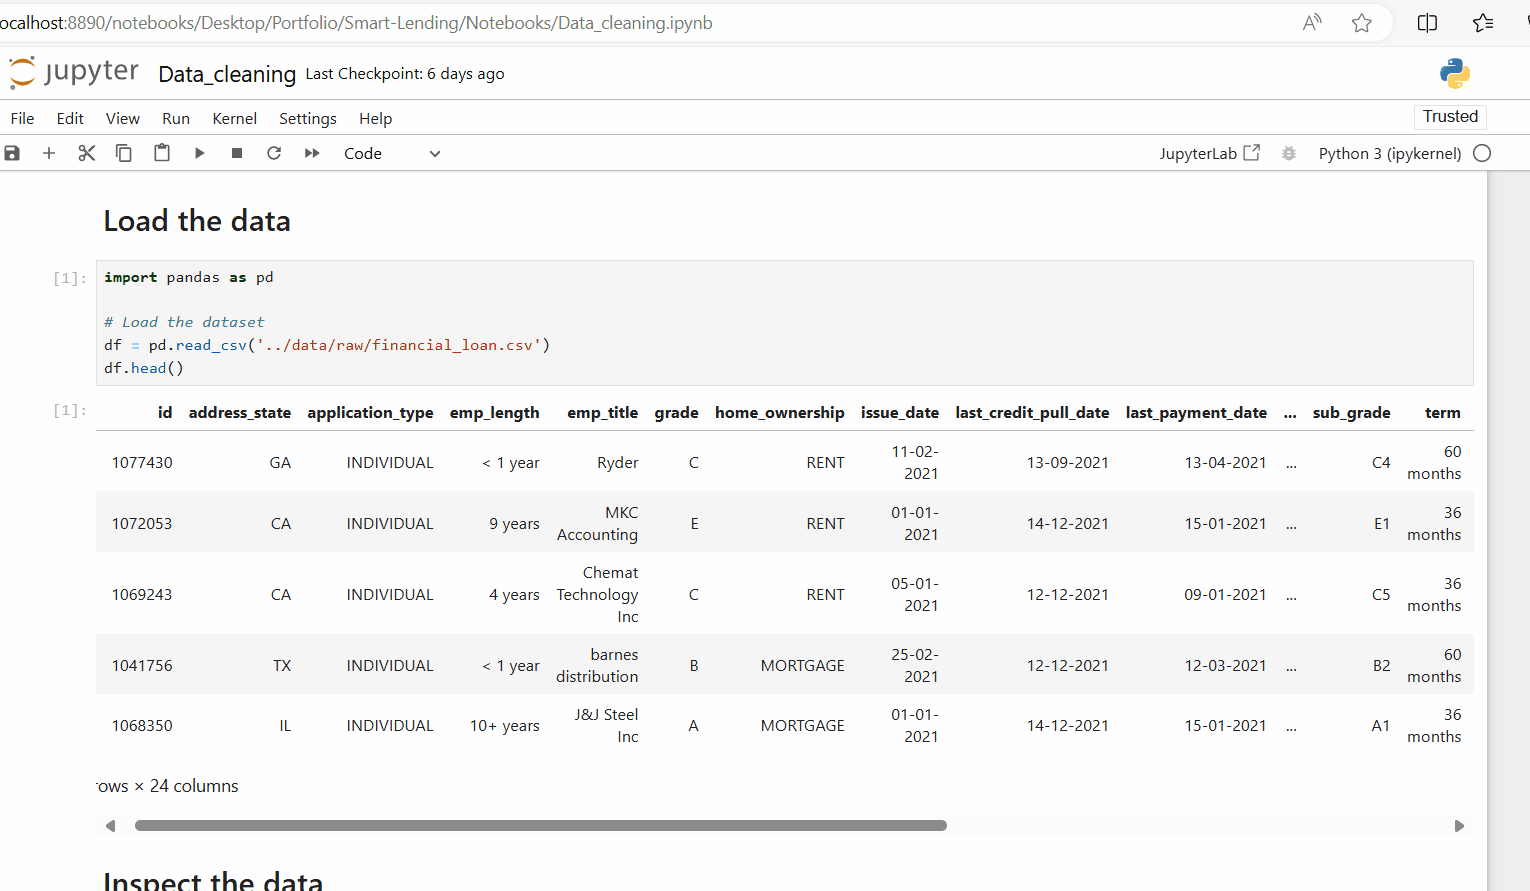 ocalhost:8890/notebooks/Desktop/Portfolio/Smart-Lending/Notebooks/Data_cleaning.ipynb
jupyter Data_cleaning Last Checkpoint: 6 days ago
File Edit View Run Kernel Settings Help Trusted
Code JupyterLab Python 3 (ipykernel)
Load the data
[1]: import pandas as pd
# Load the dataset
df = pd.read_csv('../data/raw/financial_loan.csv')
df.head()
[1]: id address_state application_type emp_length emp_title grade home_ownership issue_date last_credit_pull_date last_payment_date ... sub_grade term
1077430 GA INDIVIDUAL < 1 year Ryder C RENT 11-02-2021 13-09-2021 13-04-2021 ... C4 60 months
1072053 CA INDIVIDUAL 9 years MKC Accounting E RENT 01-01-2021 14-12-2021 15-01-2021 ... E1 36 months
1069243 CA INDIVIDUAL 4 years Chemat Technology Inc C RENT 05-01-2021 12-12-2021 09-01-2021 ... C5 36 months
1041756 TX INDIVIDUAL < 1 year barnes distribution B MORTGAGE 25-02-2021 12-12-2021 12-03-2021 ... B2 60 months
1068350 IL INDIVIDUAL 10+ years J&J Steel Inc A MORTGAGE 01-01-2021 14-12-2021 15-01-2021 ... A1 36 months
rows × 24 columns
Inspect the data